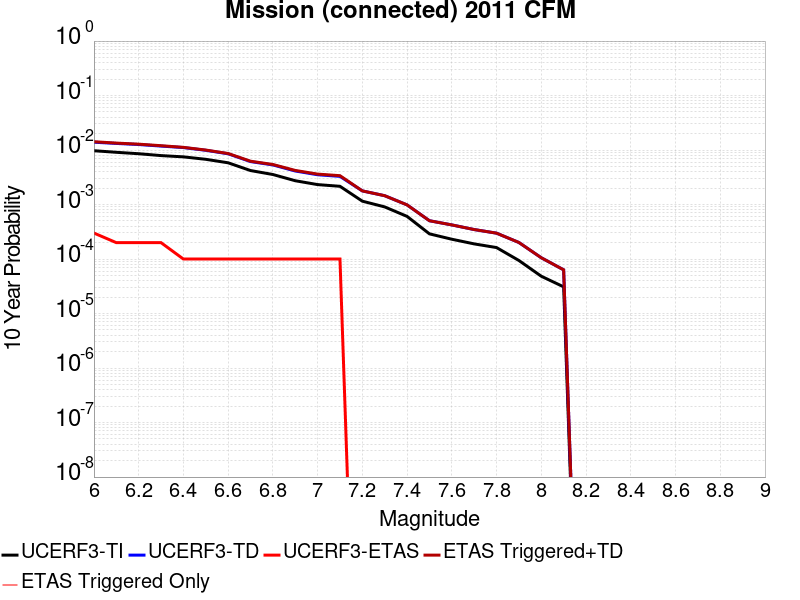 Mission (connected) 2011 CFM
10 Year Probability
10^0
10^-1
10^-2
10^-3
10^-4
10^-5
10^-6
10^-7
10^-8
6 6.2 6.4 6.6 6.8 7 7.2 7.4 7.6 7.8 8 8.2 8.4 8.6 8.8 9
Magnitude
UCERF3-TI UCERF3-TD UCERF3-ETAS ETAS Triggered+TD
ETAS Triggered Only